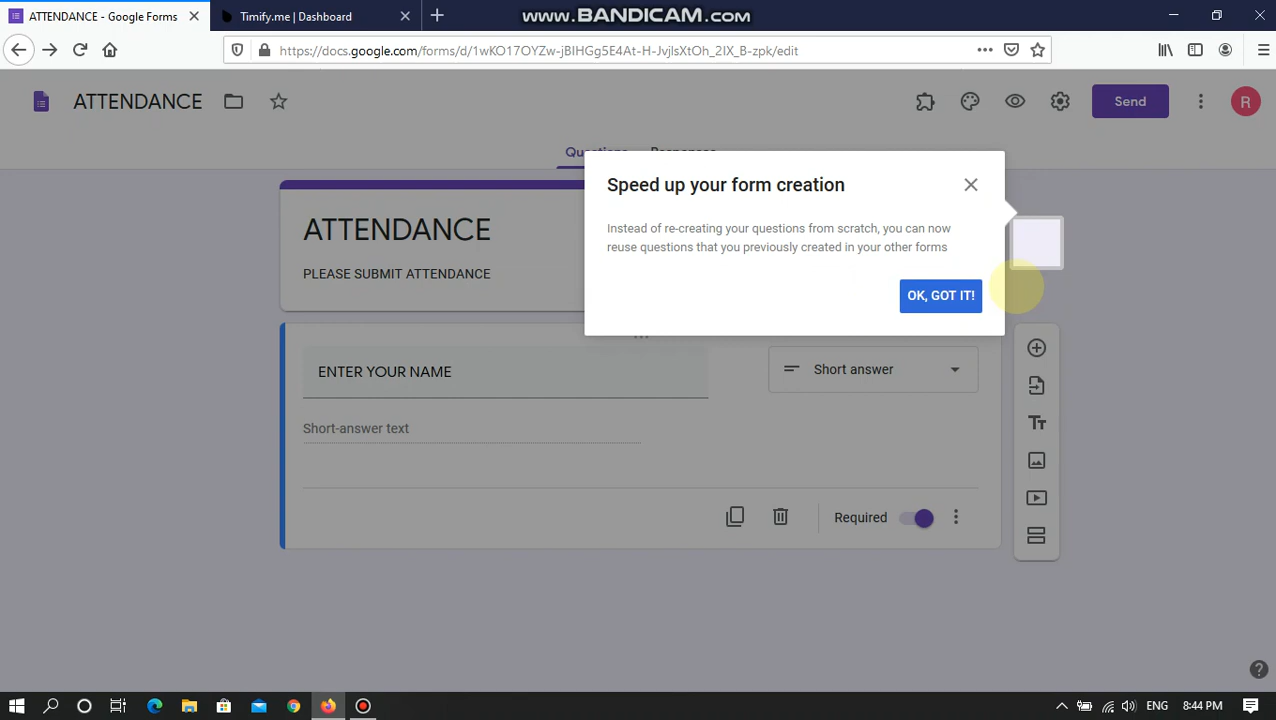 ATTENDANCE - Google Forms
Timify.me | Dashboard
www.BANDICAM.com
https://docs.google.com/forms/d/1wKO17OYZw-jBIHGg5E4At-H-JvjlsXtOh_2IX_B-zpk/edit
ATTENDANCE
Send
R
Questions
Responses
Speed up your form creation
ATTENDANCE
Instead of re-creating your questions from scratch, you can now
reuse questions that you previously created in your other forms
PLEASE SUBMIT ATTENDANCE
OK, GOT IT!
ENTER YOUR NAME
Short answer
Short-answer text
Tт
Required
ENG
8:44 PM